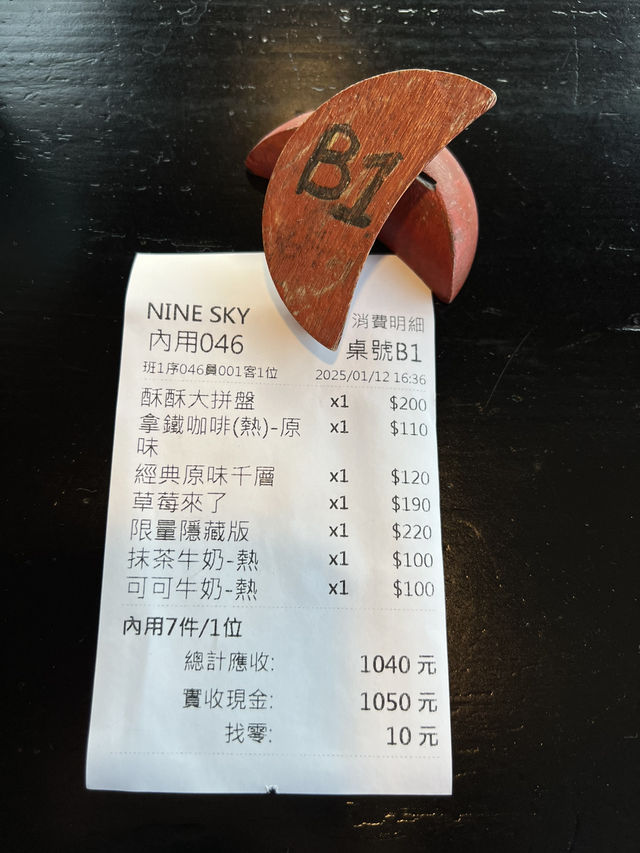 B1
NINE SKY 消費明細
內用046 桌號B1
班1序046員001客1位 2025/01/12 16:36
酥酥大拼盤 x1 $200
拿鐵咖啡(熱)-原 x1 $110
味
經典原味千層 x1 $120
草莓來了 x1 $190
限量隱藏版 x1 $220
抹茶牛奶-熱 x1 $100
可可牛奶-熱 x1 $100
內用7件/1位
總計應收: 1040 元
實收現金: 1050 元
找零: 10 元